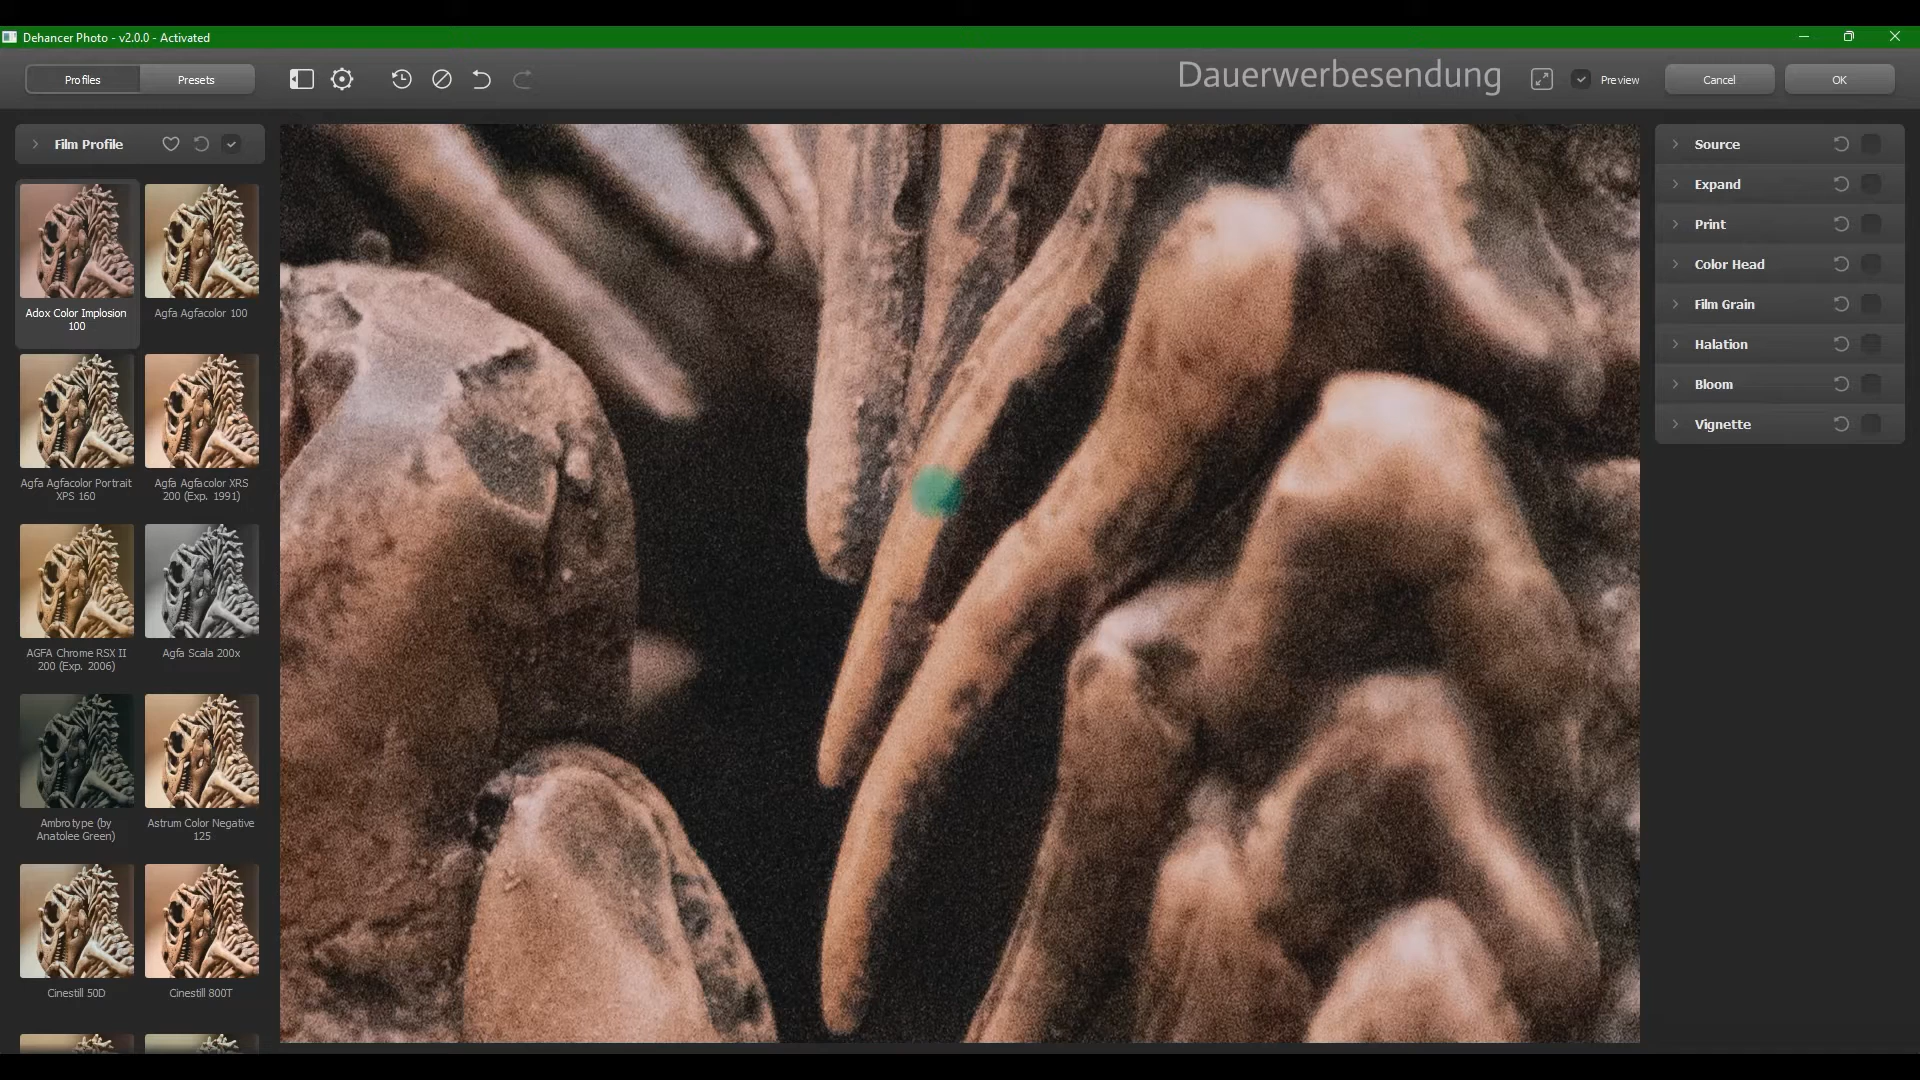 Dehancer Photo - v2.0.0 - Activated
Profiles
Presets
Dauerwerbesendung
Preview
Cancel
OK
Film Profile
Adox Color Implosion
100
Agfa Agfacolor 100
Agfa Agfacolor Portrait
XPS 160
Agfa Agfacolor XRS
200 (Exp. 1991)
AGFA Chrome RSX II
200 (Exp. 2006)
Agfa Scala 200x
Ambrotype (by
Anatolee Green)
Astrum Color Negative
125
Cinestill 50D
Cinestill 800T
Source
Expand
Print
Color Head
Film Grain
Halation
Bloom
Vignette